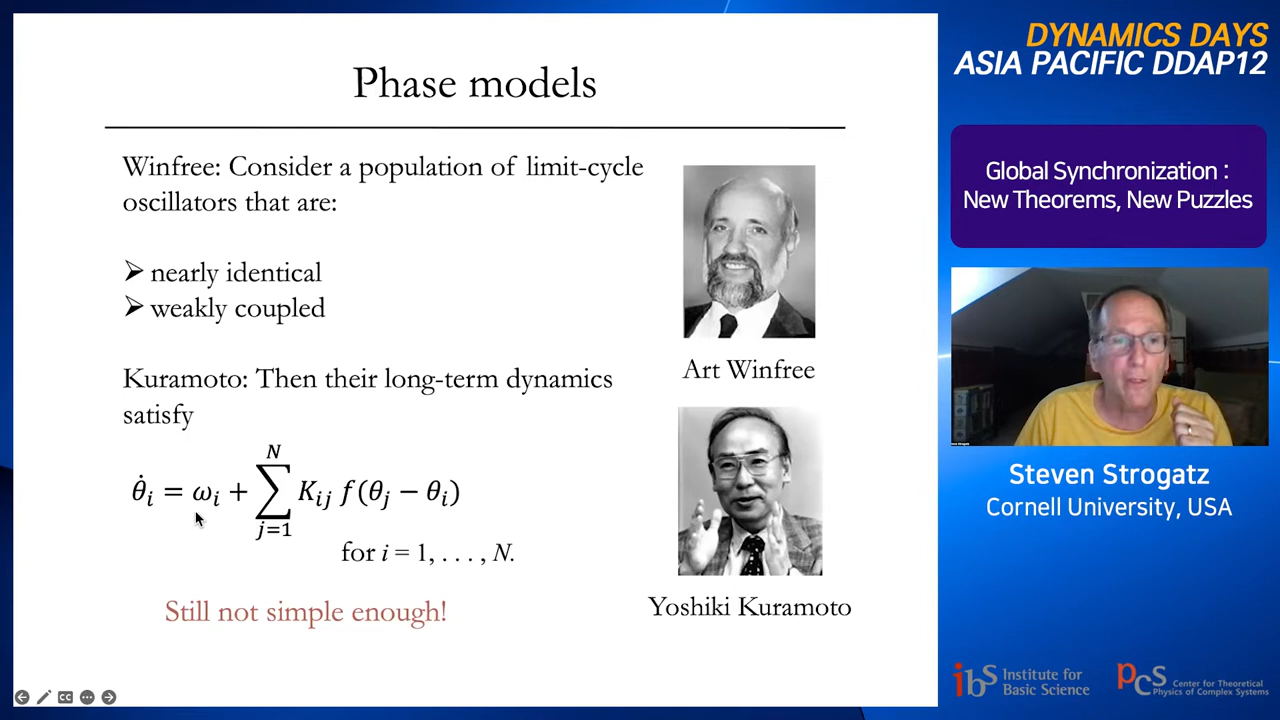 Phase models
Winfree: Consider a population of limit-cycle
oscillators that are:
➢ nearly identical
➢ weakly coupled
Kuramoto: Then their long-term dynamics
satisfy
θ̇ᵢ = ωᵢ + ∑ⱼ₌₁ᴺ Kᵢⱼ f(θⱼ − θᵢ)
for i = 1, . . . , N.
Still not simple enough!
Art Winfree
Yoshiki Kuramoto
DYNAMICS DAYS
ASIA PACIFIC DDAP12
Global Synchronization :
New Theorems, New Puzzles
Steven Strogatz
Cornell University, USA
ibS Institute for
Basic Science
PCS Center for Theoretical
Physics of Complex Systems
CC